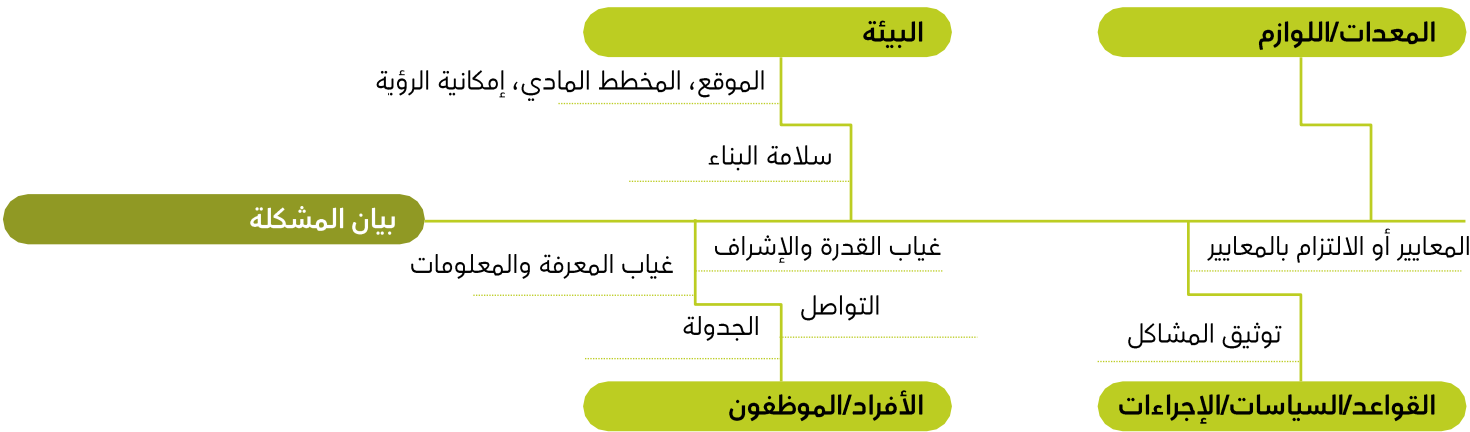 المعدات/اللوازم
البيئة
الموقع، المخطط المادي، إمكانية الرؤية
سلامة البناء
بيان المشكلة
المعايير أو الالتزام بالمعايير
غياب القدرة والإشراف
غياب المعرفة والمعلومات
توثيق المشاكل
التواصل
الجدولة
القواعد/السياسات/الإجراءات
الأفراد/الموظفون